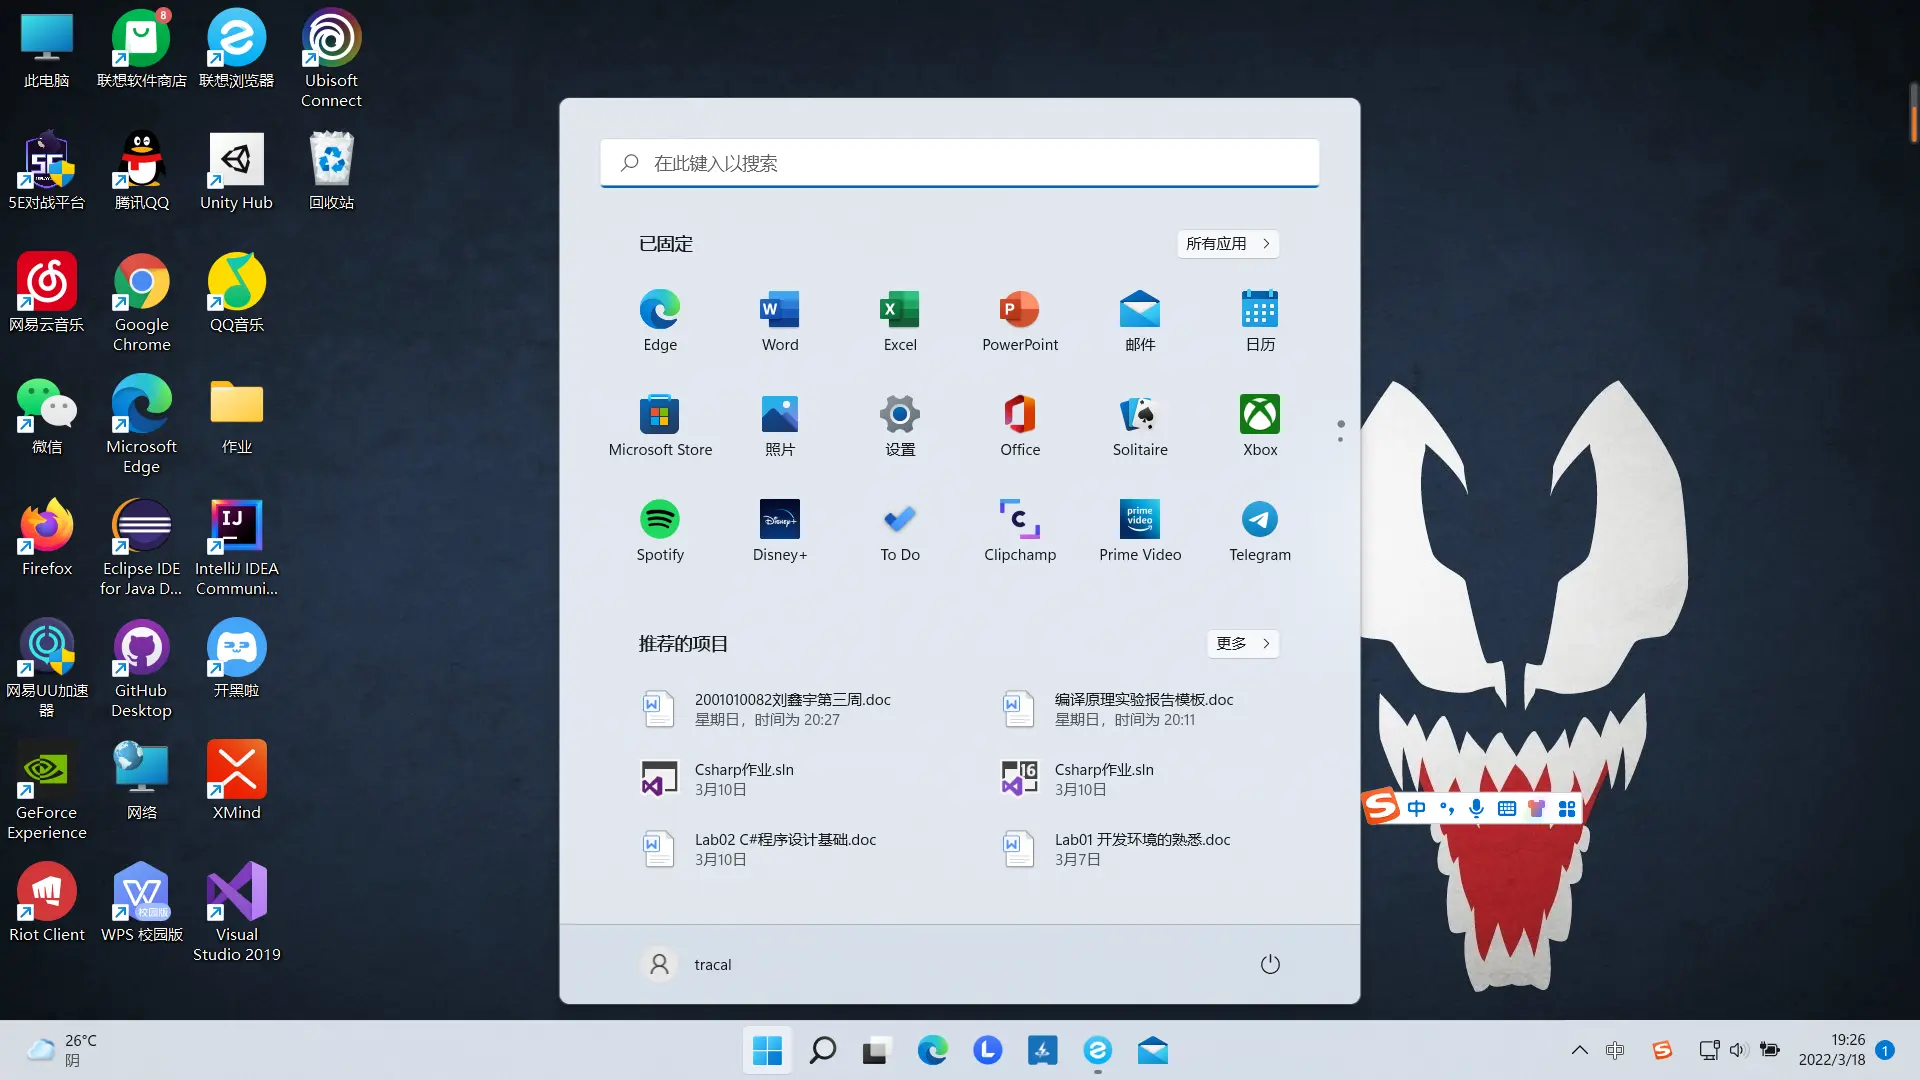 此电脑
8
联想软件商店
联想浏览器
Ubisoft
Connect
5E对战平台
腾讯QQ
Unity Hub
回收站
网易云音乐
Google
Chrome
QQ音乐
微信
Microsoft
Edge
作业
Firefox
Eclipse IDE
for Java D...
IJ
IntelliJ IDEA
Communi...
网易UU加速
器
GitHub
Desktop
开黑啦
GeForce
Experience
网络
XMind
Riot Client
校园版
WPS 校园版
Visual
Studio 2019
在此键入以搜索
已固定
所有应用
Edge
Word
Excel
PowerPoint
邮件
日历
Microsoft Store
照片
设置
Office
Solitaire
Xbox
Spotify
Disney+
Disney+
To Do
Clipchamp
prime
video
Prime Video
Telegram
推荐的项目
更多
2001010082刘鑫宇第三周.doc
星期日，时间为 20:27
编译原理实验报告模板.doc
星期日，时间为 20:11
Csharp作业.sln
3月10日
16
Csharp作业.sln
3月10日
Lab02 C#程序设计基础.doc
3月10日
Lab01 开发环境的熟悉.doc
3月7日
tracal
中
26°C
阴
中
19:26
2022/3/18
1